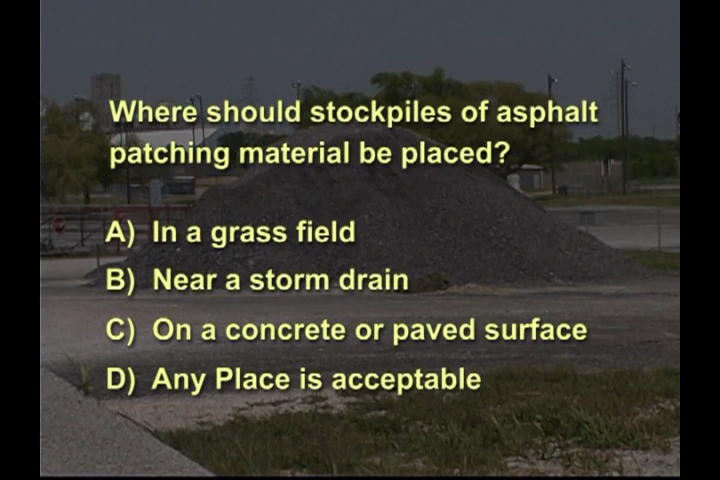 Where should stockpiles of asphalt
patching material be placed?
A) In a grass field
B) Near a storm drain
C) On a concrete or paved surface
D) Any Place is acceptable